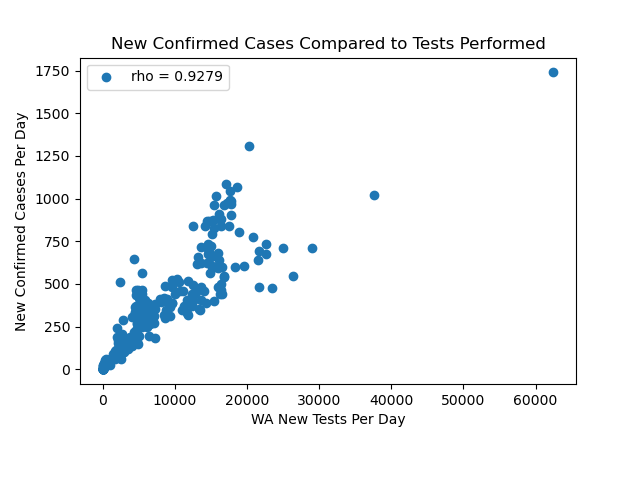 New Confirmed Cases Compared to Tests Performed
rho = 0.9279
1750
1500
1250
1000
750
500
250
0
New Confirmed Caeses Per Day
0 10000 20000 30000 40000 50000 60000
WA New Tests Per Day